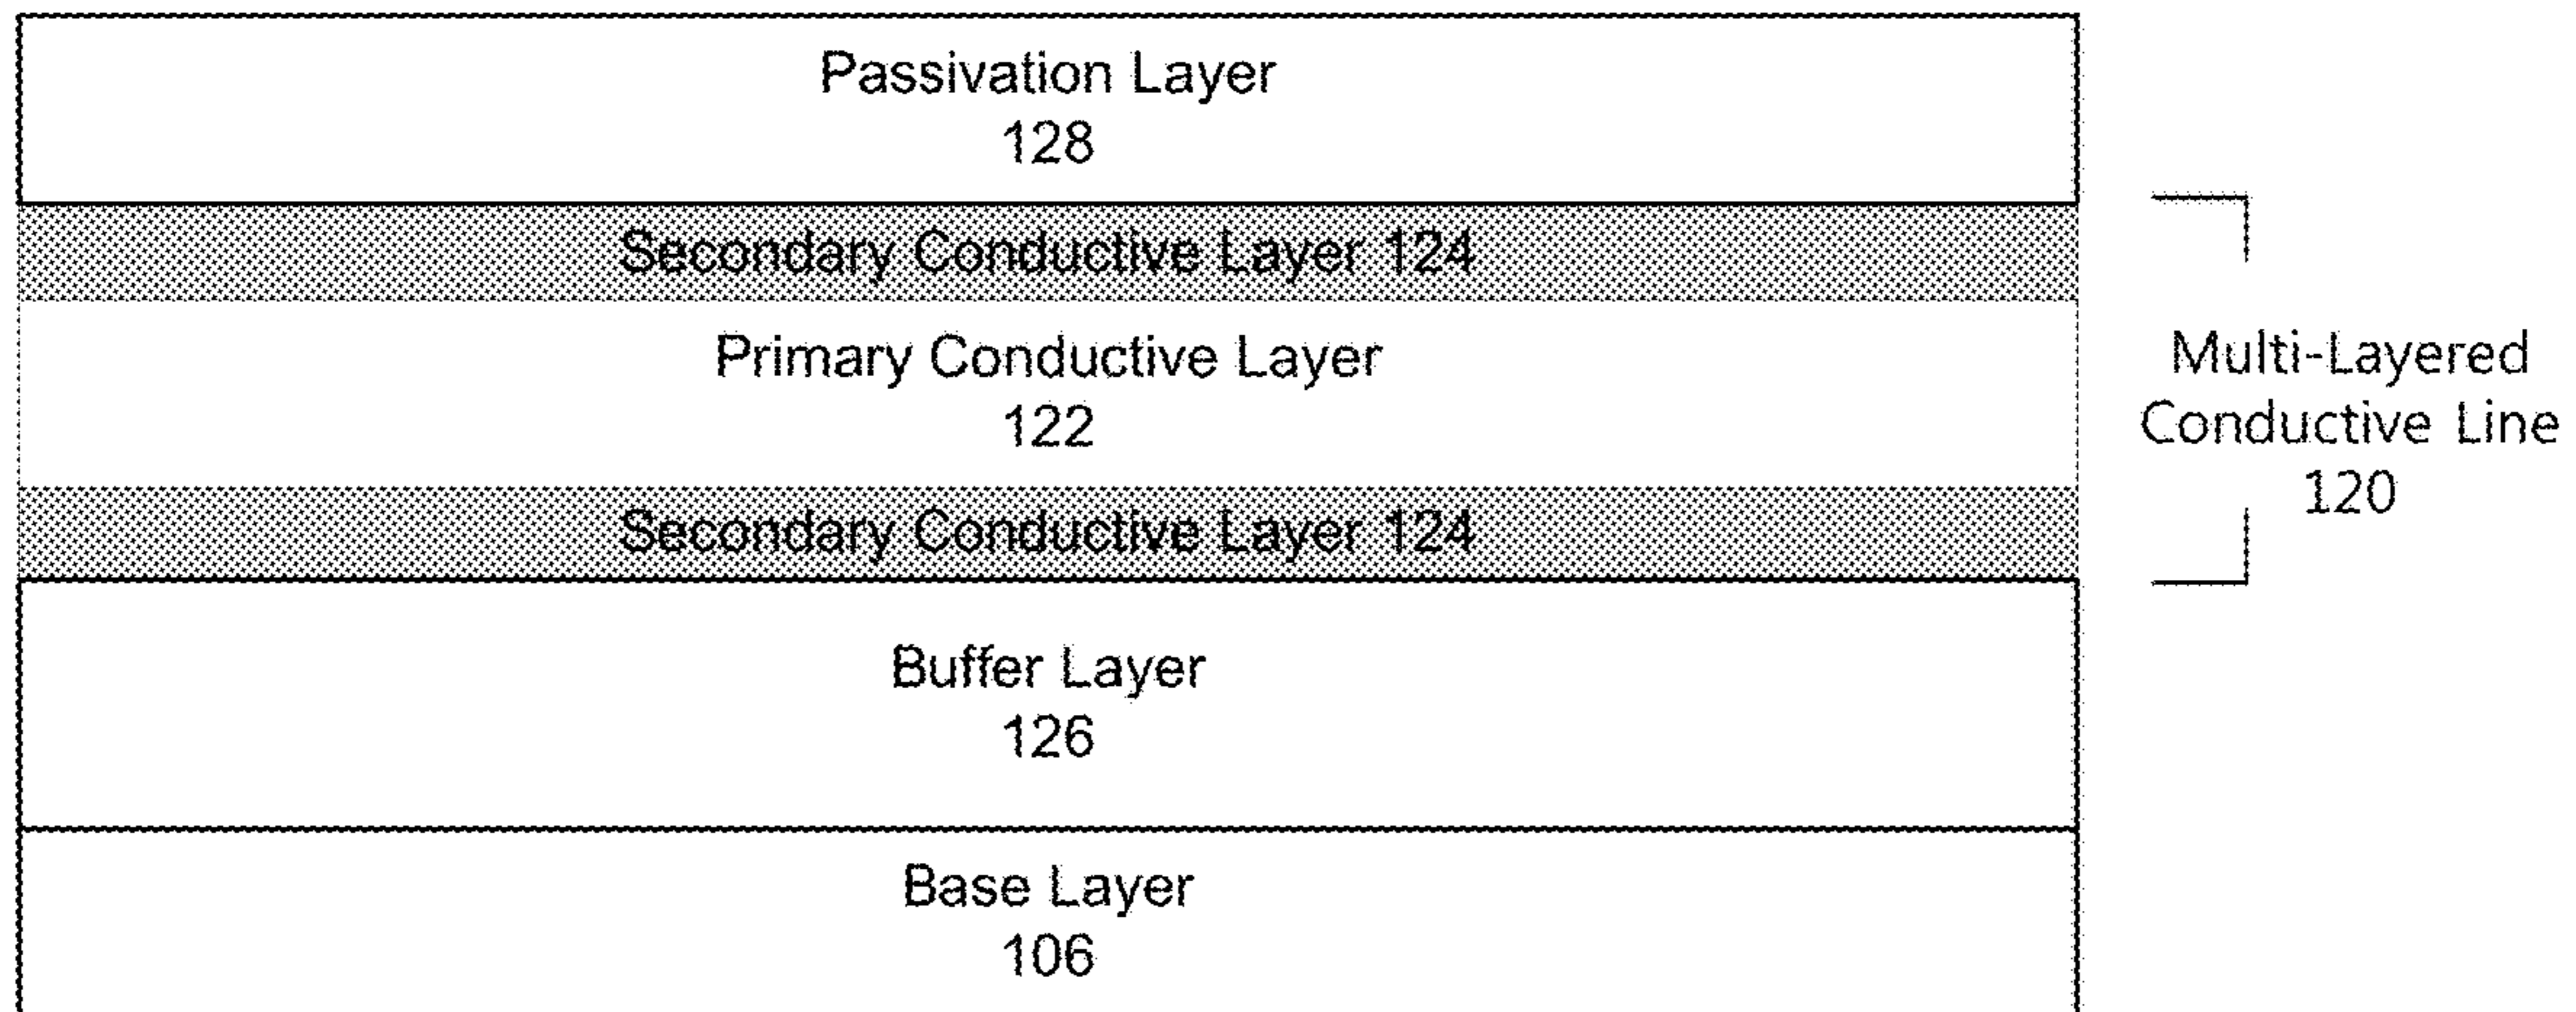 Passivation Layer
128
Secondary Conductive Layer 124
Primary Conductive Layer
122
Secondary Conductive Layer 124
Multi-Layered
Conductive Line
120
Buffer Layer
126
Base Layer
106